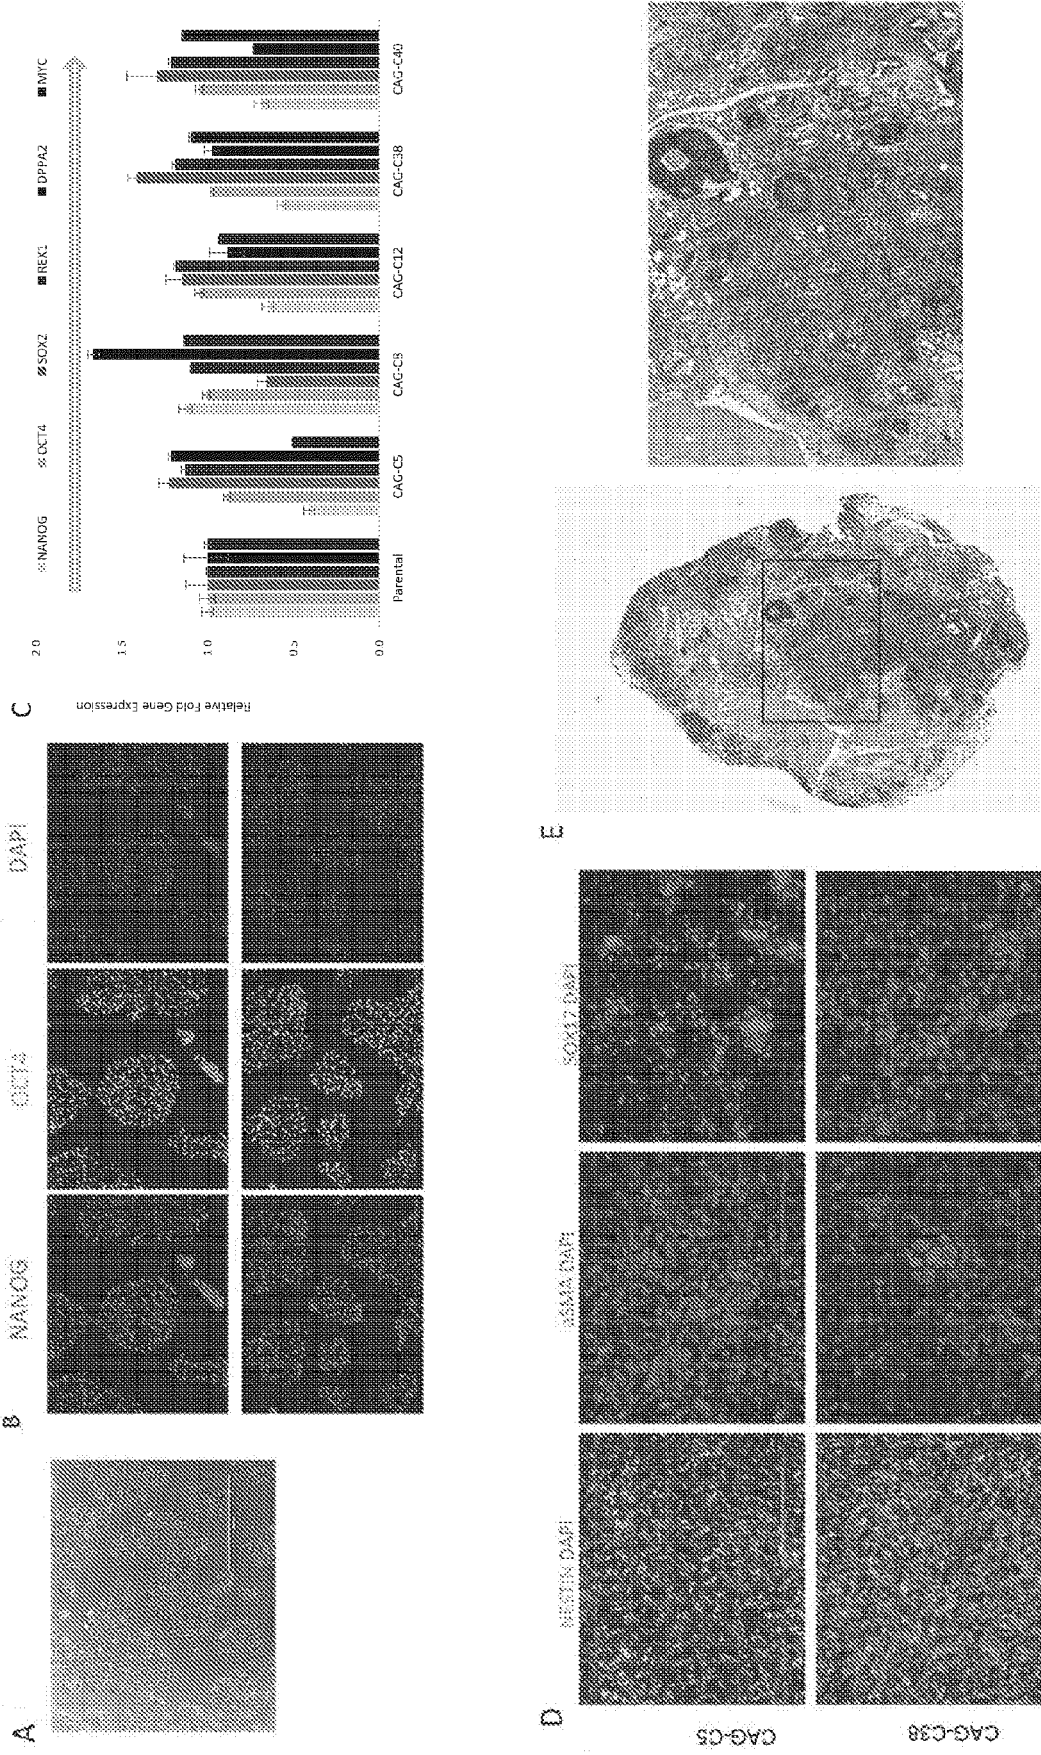 A
B
NANOG OCT4 DAPI
C
NANOG OCT4 SOX2 REX1 DPPA2 MYC
Relative Fold Gene Expression
2.0
1.5
1.0
0.5
0.0
Parental CAG-C5 CAG-C8 CAG-C12 CAG-C38 CAG-C40
D
NESTIN DAPI αSMA DAPI SOX17 DAPI
CAG-C5
CAG-C38
E